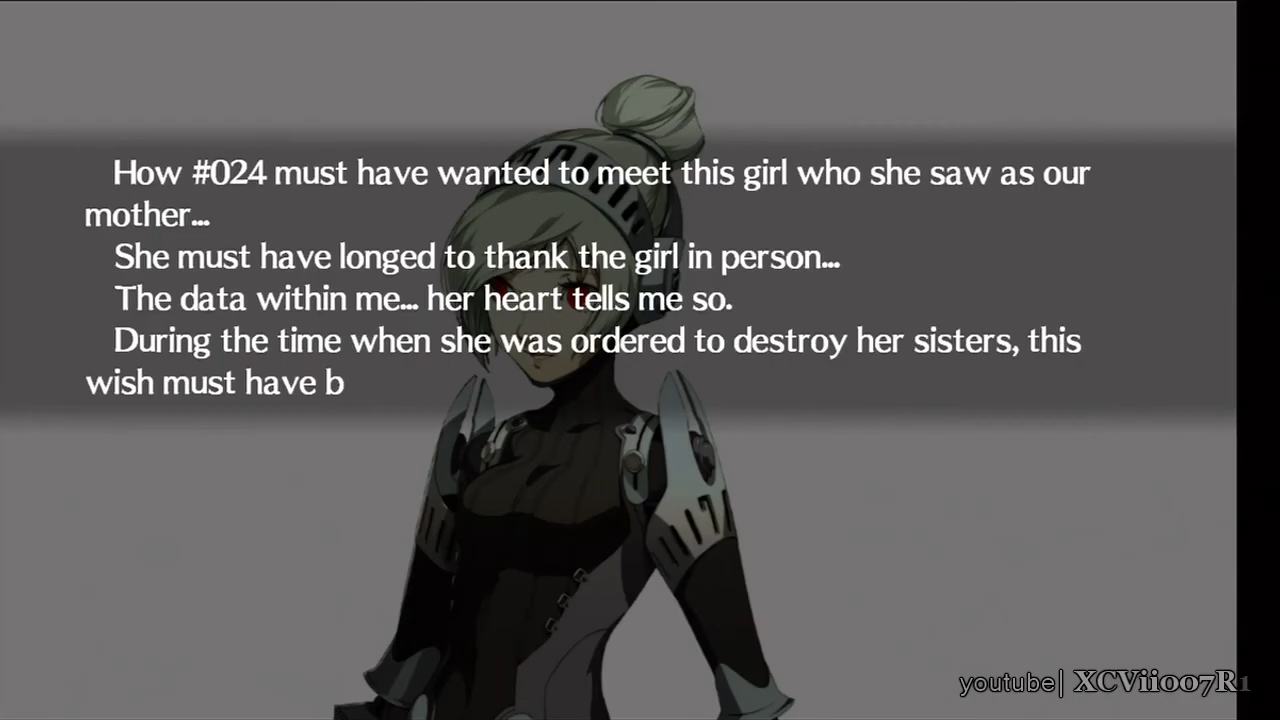 How #024 must have wanted to meet this girl who she saw as our
mother...
She must have longed to thank the girl in person...
The data within me... her heart tells me so.
During the time when she was ordered to destroy her sisters, this
wish must have b
youtube| XCVii007R1